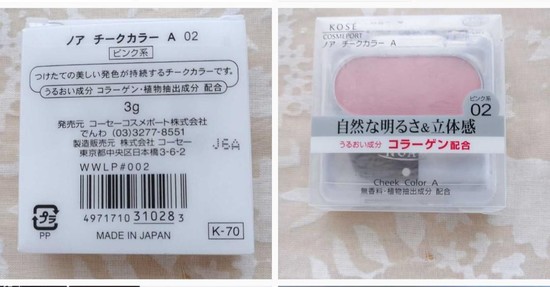 ノア チークカラー A 02
ピンク系
つけたての美しい発色が持続するチークカラーです。
うるおい成分 コラーゲン・植物抽出成分 配合
3g
発売元 コーセーコスメポート株式会社
でんわ (03)3277-8551
製造販売元 株式会社 コーセー
東京都中央区日本橋3-6-2
JEA
WWLP#002
プラ
PP
4971710 310283
MADE IN JAPAN
K-70
KOSÉ
COSMEPORT
ノア チークカラー A
ピンク系
02
自然な明るさ&立体感
うるおい成分 コラーゲン配合
Cheek Color A
無香料・植物抽出成分 配合